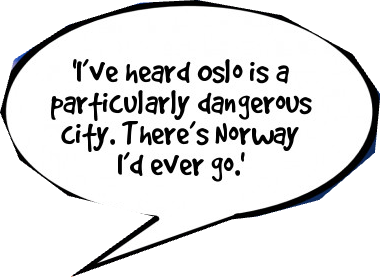 'I've heard Oslo is a
particularly dangerous
city. There's Norway
I'd ever go.'